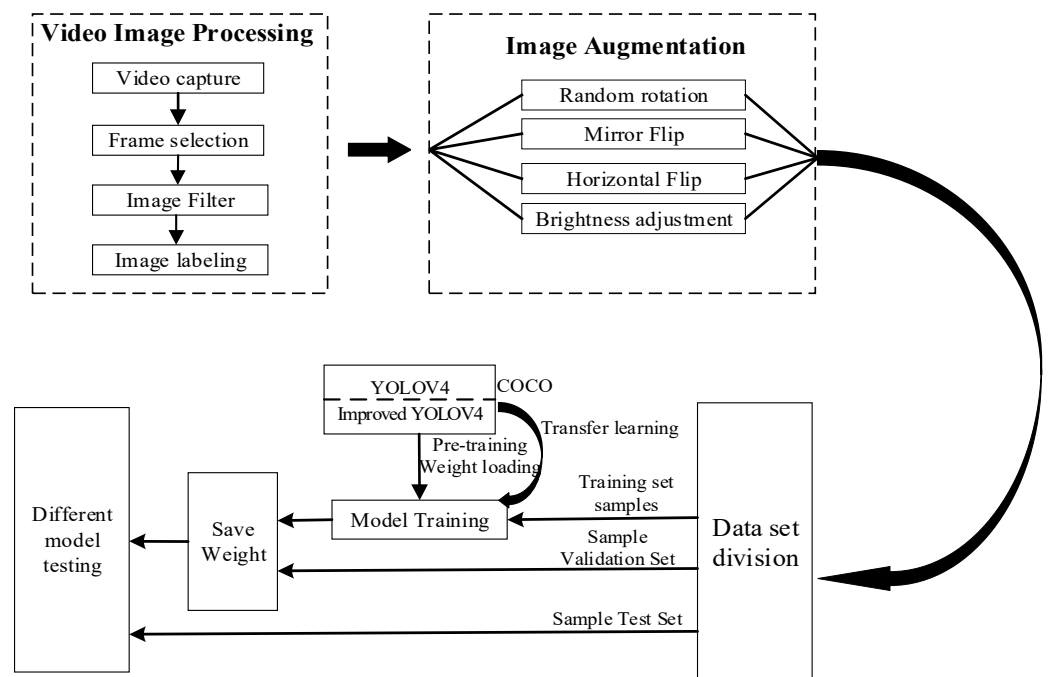 Video Image Processing
Video capture
Frame selection
Image Filter
Image labeling
Image Augmentation
Random rotation
Mirror Flip
Horizontal Flip
Brightness adjustment
YOLOV4
COCO
Improved YOLOV4
Transfer learning
Pre-training
Weight loading
Training set
samples
Model Training
Sample
Validation Set
Sample Test Set
Data set
division
Save
Weight
Different
model
testing